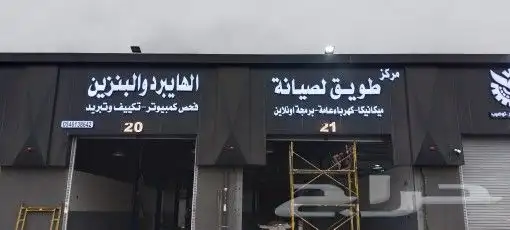 مركز
طويق لصيانة
الهايبرد والبنزين
ميكانيكا-كهرباء عامة-برمجة اونلاين
فحص كمبيوتر-تكييف وتبريد
21
20
حراج